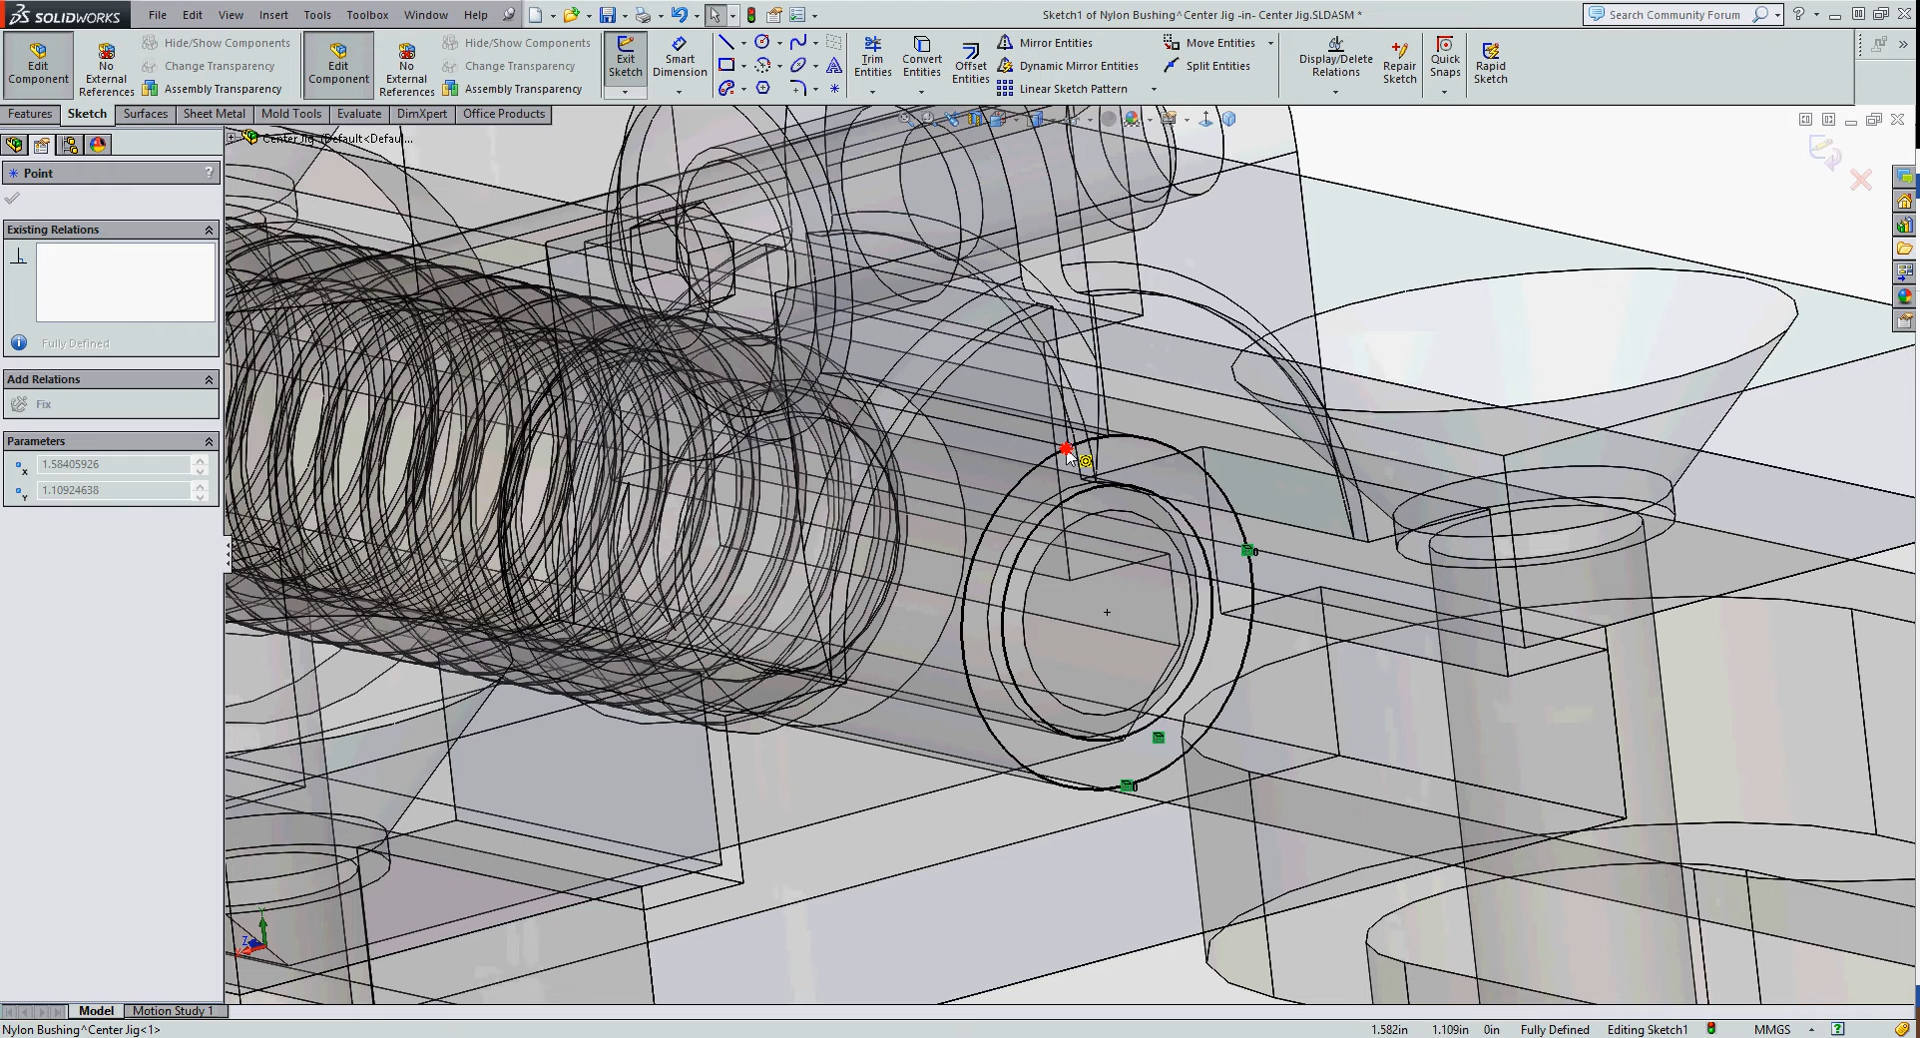 SOLIDWORKS
File Edit View Insert Tools Toolbox Window Help
Sketch1 of Nylon Bushing^Center Jig -in- Center Jig.SLDASM *
Search Community Forum
Edit Component
No External References
Hide/Show Components
Change Transparency
Assembly Transparency
Edit Component
No External References
Hide/Show Components
Change Transparency
Assembly Transparency
Exit Sketch
Smart Dimension
Trim Entities
Convert Entities
Offset Entities
Mirror Entities
Dynamic Mirror Entities
Linear Sketch Pattern
Move Entities
Split Entities
Display/Delete Relations
Repair Sketch
Quick Snaps
Rapid Sketch
Features Sketch Surfaces Sheet Metal Mold Tools Evaluate DimXpert Office Products
Center Jig (Default<Defaul...
Point ?
Existing Relations
Fully Defined
Add Relations
Fix
Parameters
X 1.58405926
Y 1.10924638
0
0
Y
Z
Model Motion Study 1
Nylon Bushing^Center Jig<1>
1.582in 1.109in 0in Fully Defined Editing Sketch1 MMGS ?